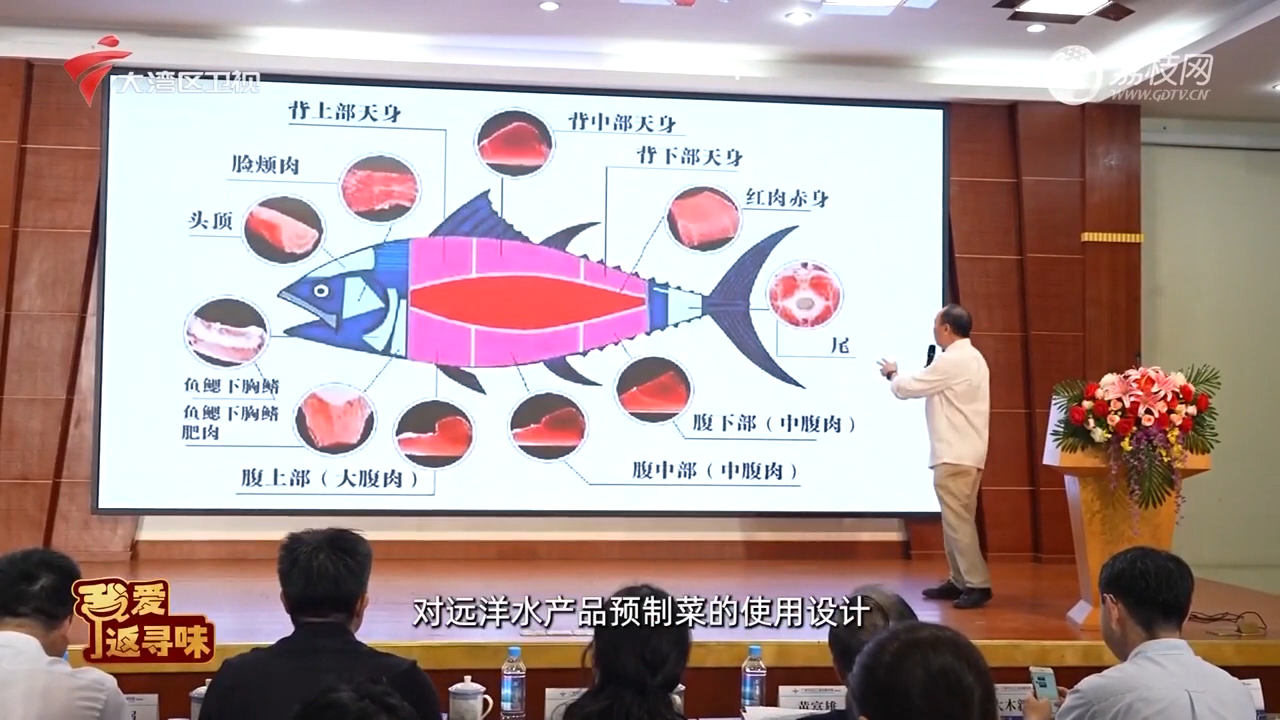 大湾区卫视
荔枝网
WWW.GDTV.CN
背上部天身
背中部天身
背下部天身
脸颊肉
红肉赤身
头顶
尾
鱼鳃下胸鳍
鱼鳃下胸鳍
肥肉
腹下部（中腹肉）
腹中部（中腹肉）
腹上部（大腹肉）
对远洋水产品预制菜的使用设计
我爱
返寻味
黄富雄